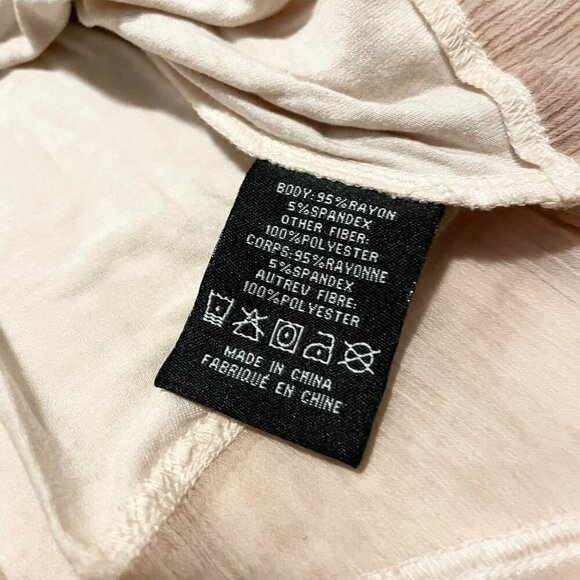 BODY:95%RAYON
5%SPANDEX
OTHER FIBER:
100%POLYESTER
CORPS:95%RAYONNE
5%SPANDEX
AUTREV FIBRE:
100%POLYESTER
MADE IN CHINA
FABRIQUÉ EN CHINE